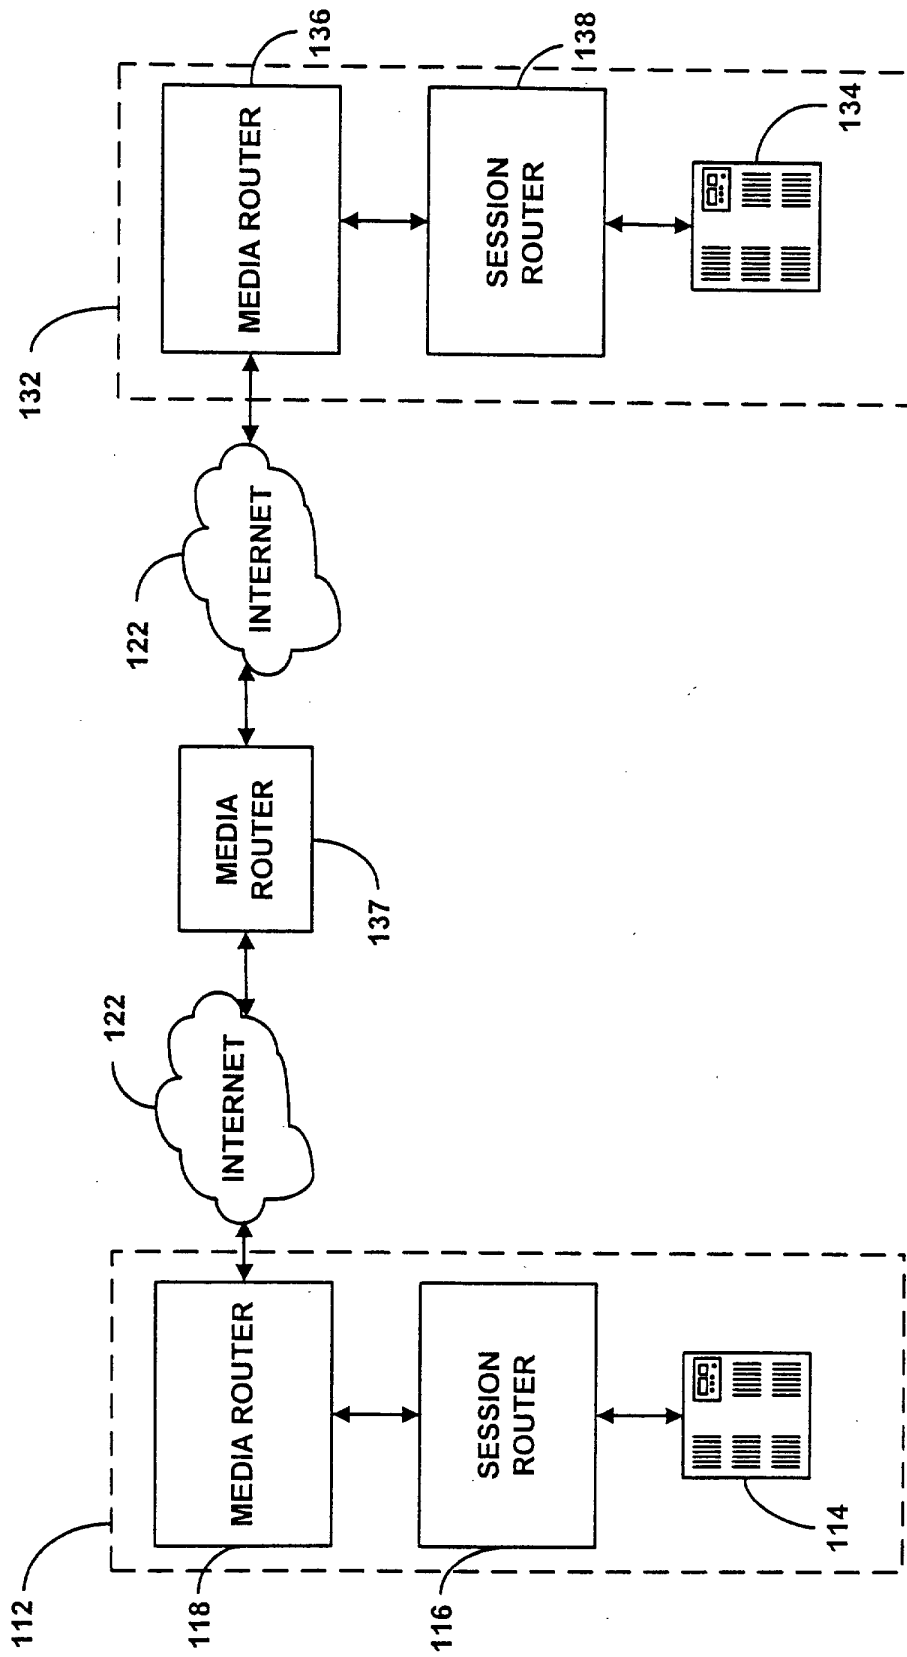 112
118
MEDIA ROUTER
116
SESSION
ROUTER
114
122
INTERNET
MEDIA
ROUTER
137
122
INTERNET
132
136
MEDIA ROUTER
138
SESSION
ROUTER
134